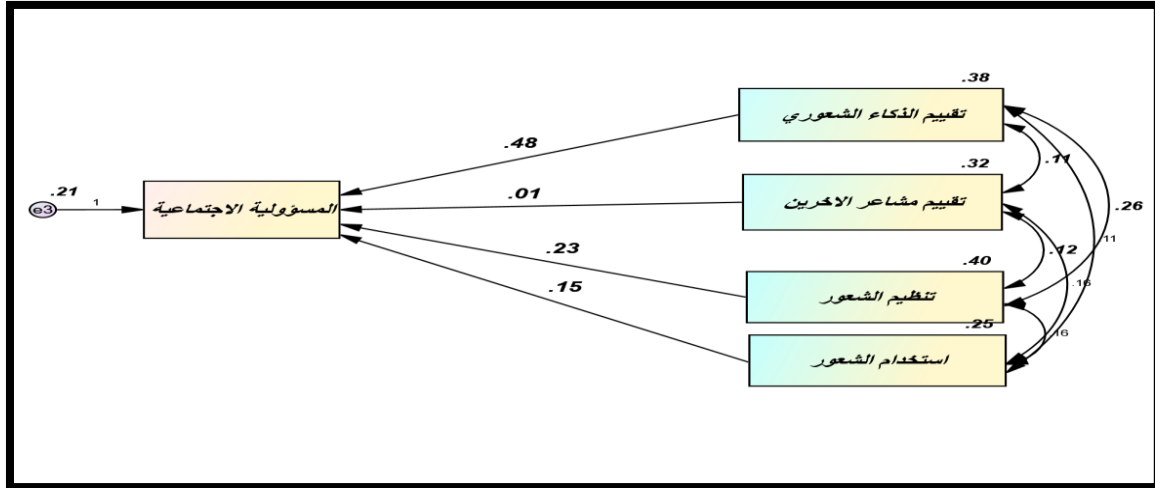 .38
تقييم الذكاء الشعوري
.48
.11
.32
.21
e3
1
المسؤولية الاجتماعية
.01
تقييم مشاعر الاخرين
.26
.23
.12
11
.40
.16
تنظيم الشعور
.15
.25
16
استخدام الشعور